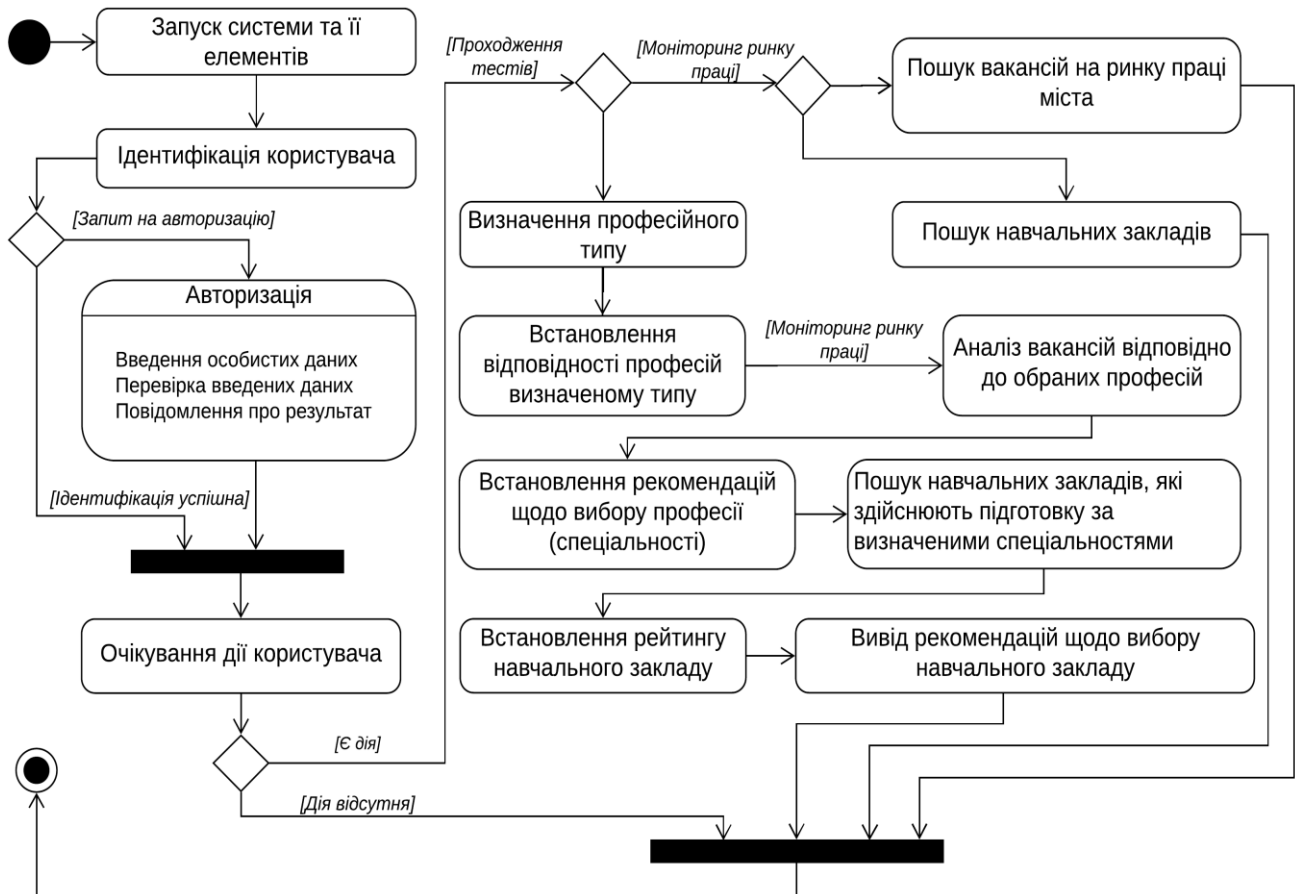 Запуск системи та її
елементів
Ідентифікація користувача
[Запит на авторизацію]
Авторизація
Введення особистих даних
Перевірка введених даних
Повідомлення про результат
[Ідентифікація успішна]
Очікування дії користувача
[Є дія]
[Дія відсутня]
[Проходження
тестів]
[Моніторинг ринку
праці]
Пошук вакансій на ринку праці
міста
Пошук навчальних закладів
Визначення професійного
типу
Встановлення
відповідності професій
визначеному типу
[Моніторинг ринку
праці]
Аналіз вакансій відповідно
до обраних професій
Встановлення рекомендацій
щодо вибору професії
(спеціальності)
Пошук навчальних закладів, які
здійснюють підготовку за
визначеними спеціальностями
Встановлення рейтингу
навчального закладу
Вивід рекомендацій щодо вибору
навчального закладу